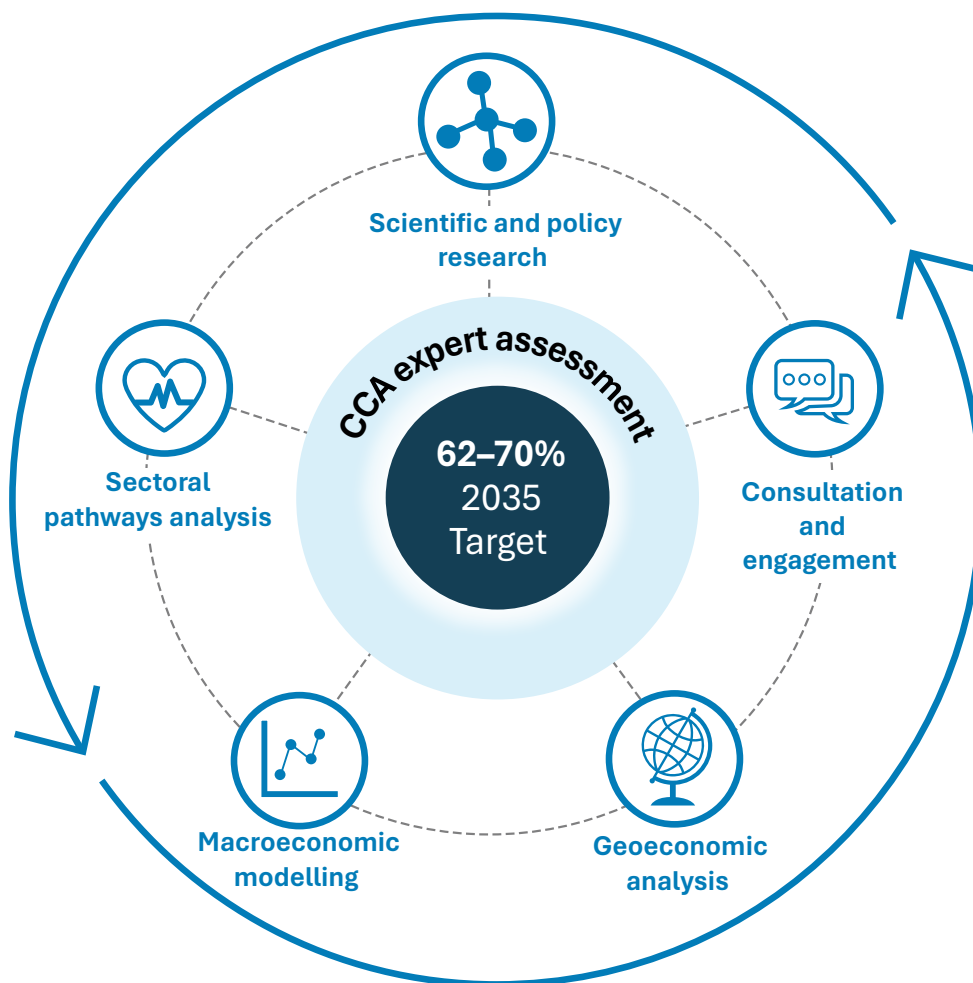 Scientific and policy
research
CCA expert assessment
62–70%
2035
Target
Sectoral
pathways analysis
Consultation
and
engagement
Macroeconomic
modelling
Geoeconomic
analysis